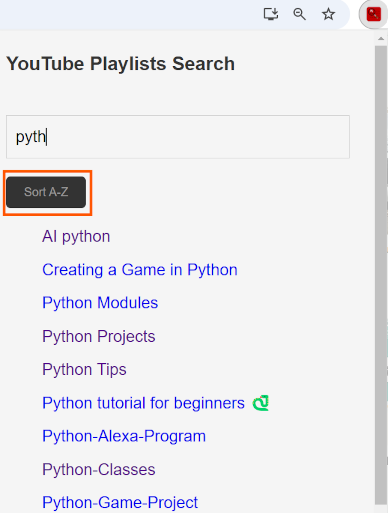 YouTube Playlists Search
pyth
Sort A-Z
AI python
Creating a Game in Python
Python Modules
Python Projects
Python Tips
Python tutorial for beginners
Python-Alexa-Program
Python-Classes
Python-Game-Project